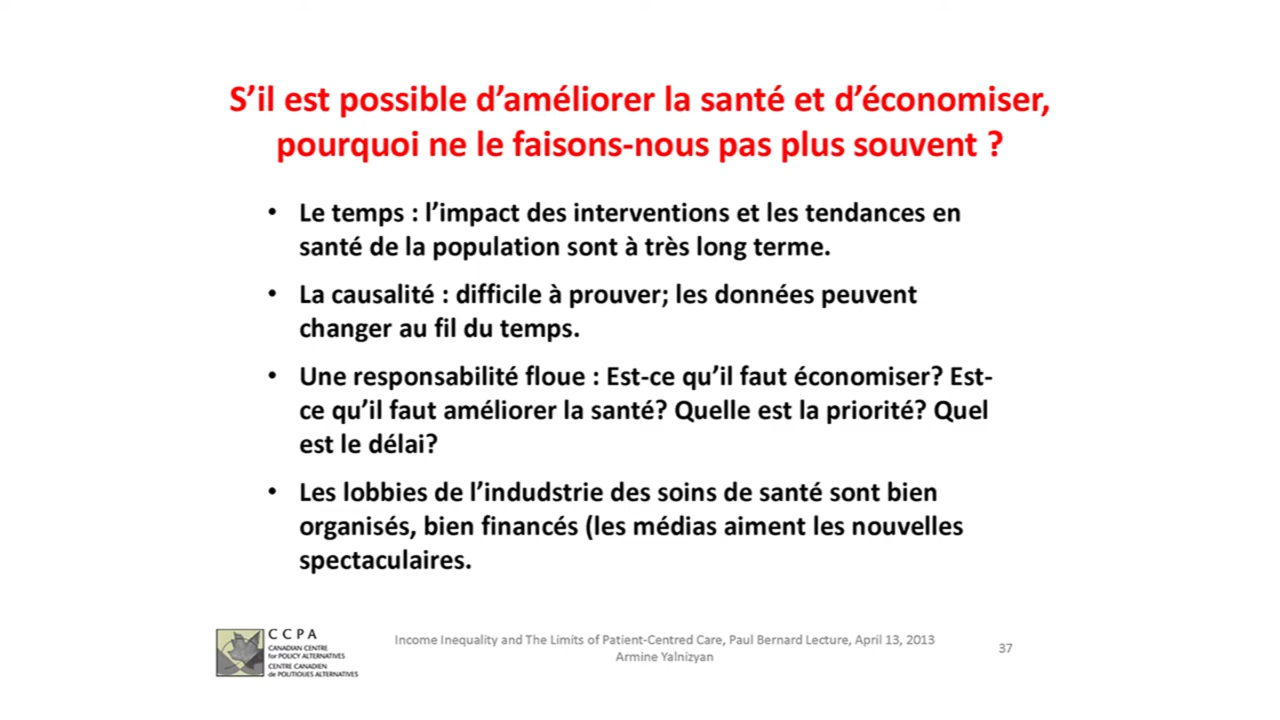 S’il est possible d’améliorer la santé et d’économiser,
pourquoi ne le faisons-nous pas plus souvent ?
• Le temps : l’impact des interventions et les tendances en
santé de la population sont à très long terme.
• La causalité : difficile à prouver; les données peuvent
changer au fil du temps.
• Une responsabilité floue : Est-ce qu’il faut économiser? Est-
ce qu’il faut améliorer la santé? Quelle est la priorité? Quel
est le délai?
• Les lobbies de l’indudstrie des soins de santé sont bien
organisés, bien financés (les médias aiment les nouvelles
spectaculaires.
CCPA
CANADIAN CENTRE
for POLICY ALTERNATIVES
CENTRE CANADIEN
de POLITIQUES ALTERNATIVES
Income Inequality and The Limits of Patient-Centred Care, Paul Bernard Lecture, April 13, 2013
Armine Yalnizyan
37